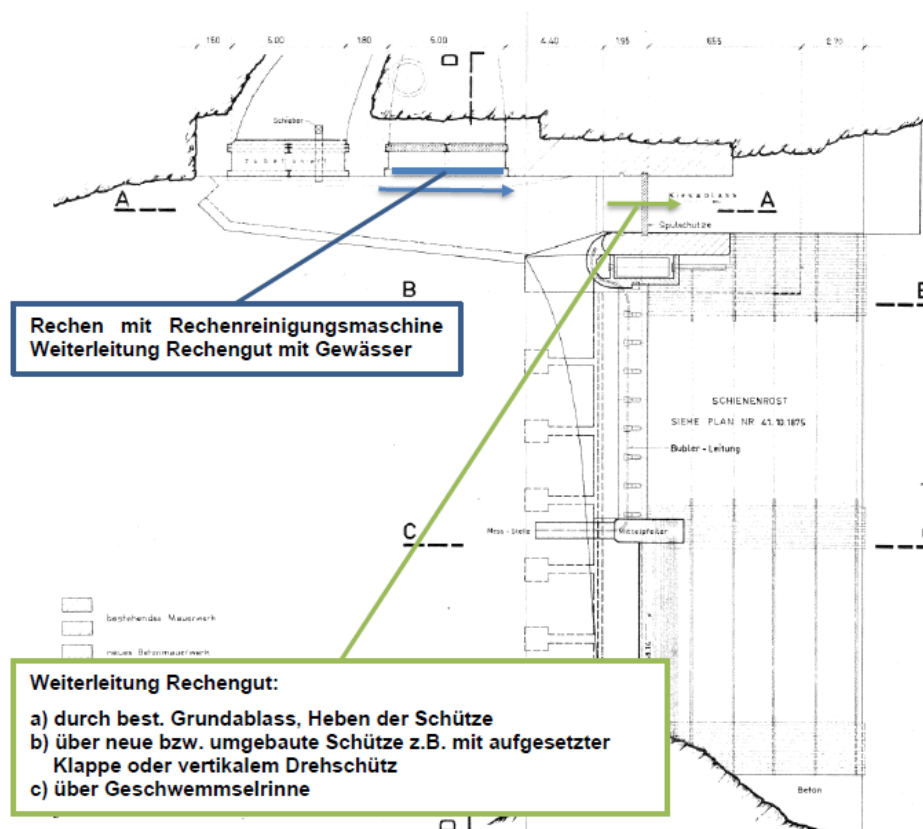 1.60 5.00 1.80 5.00 4.40 1.95 6.55 2.70
D
Schieber
A
Kiesablass
A
Spülschütze
Rechen mit Rechenreinigungsmaschine
Weiterleitung Rechengut mit Gewässer
B
SCHIENENROST
SIEHE PLAN NR 41.10.1875
Bubler - Leitung
C
Mess - Stelle
Mittelpfeiler
bestehendes Mauerwerk
neues Betonmauerwerk
Weiterleitung Rechengut:
a) durch best. Grundablass, Heben der Schütze
b) über neue bzw. umgebaute Schütze z.B. mit aufgesetzter
Klappe oder vertikalem Drehschütz
c) über Geschwemmselrinne
Beton
D